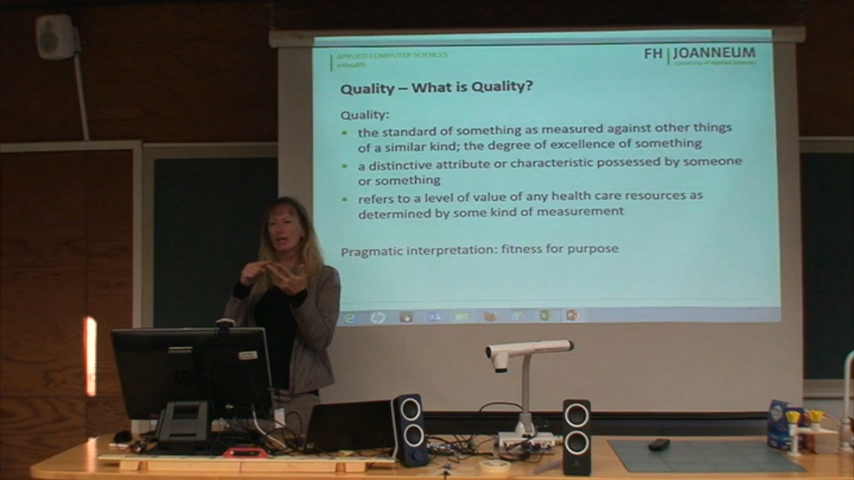 APPLIED COMPUTER SCIENCES
eHealth
FH | JOANNEUM
University of Applied Sciences
Quality – What is Quality?
Quality:
the standard of something as measured against other things
of a similar kind; the degree of excellence of something
a distinctive attribute or characteristic possessed by someone
or something
refers to a level of value of any health care resources as
determined by some kind of measurement
Pragmatic interpretation: fitness for purpose